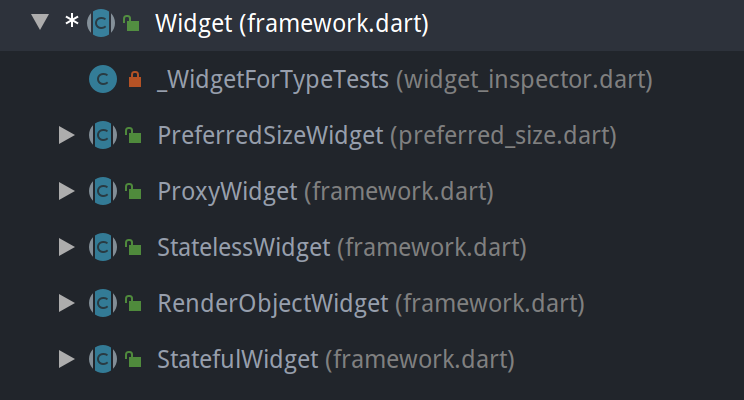 * Widget (framework.dart)
_WidgetForTypeTests (widget_inspector.dart)
PreferredSizeWidget (preferred_size.dart)
ProxyWidget (framework.dart)
StatelessWidget (framework.dart)
RenderObjectWidget (framework.dart)
StatefulWidget (framework.dart)